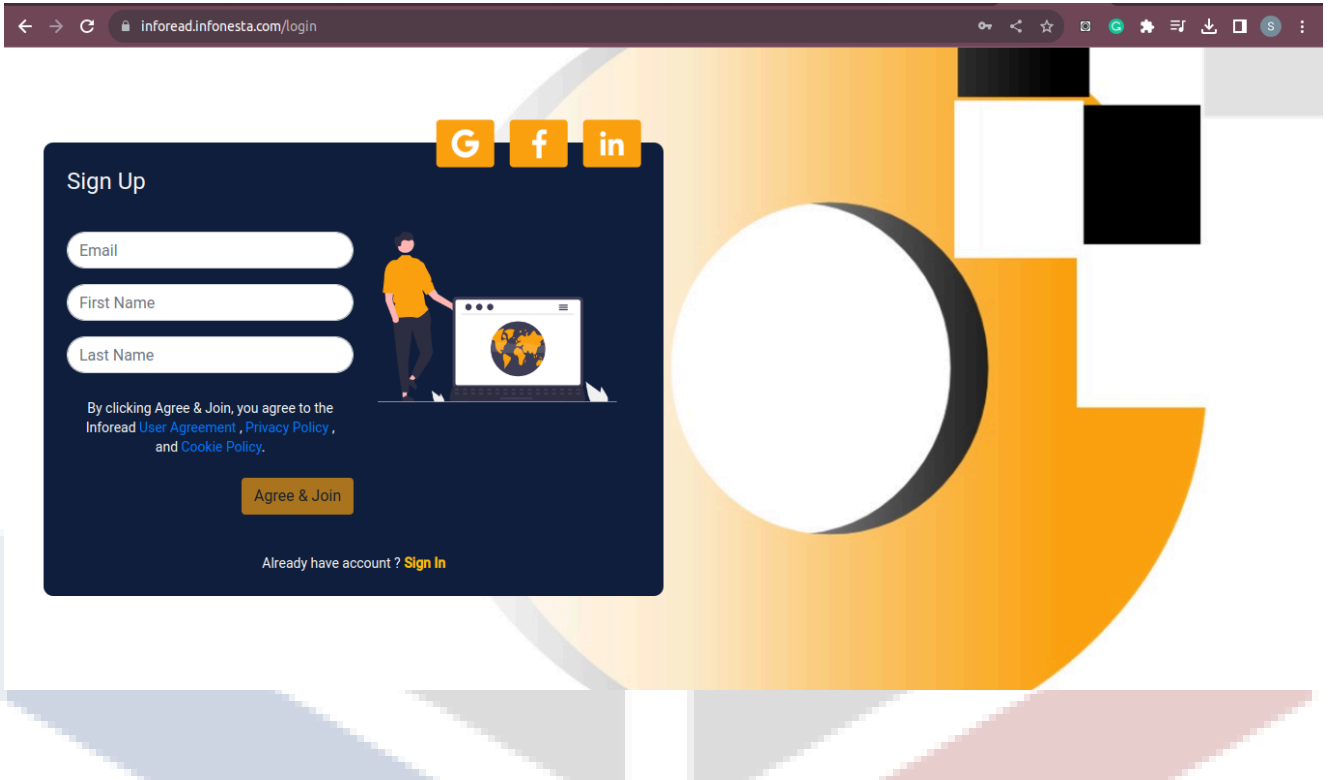 inforead.infonesta.com/login
S
G f in
Sign Up
Email
First Name
Last Name
By clicking Agree & Join, you agree to the
Inforead User Agreement , Privacy Policy ,
and Cookie Policy.
Agree & Join
Already have account ? Sign In